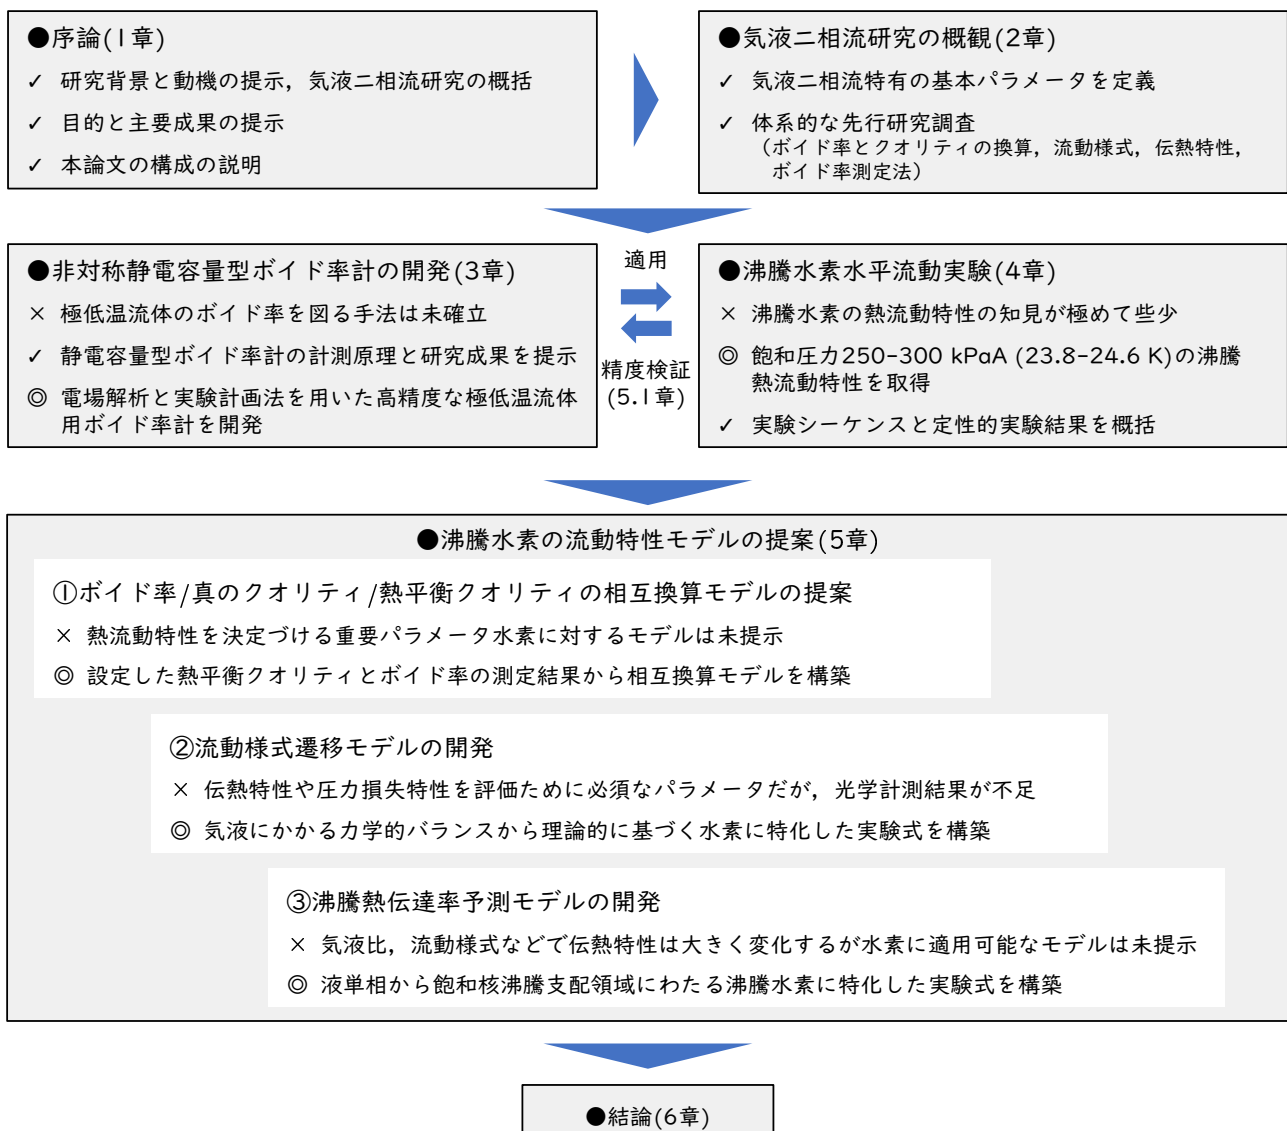 ●序論(1章)
✓ 研究背景と動機の提示，気液二相流研究の概括
✓ 目的と主要成果の提示
✓ 本論文の構成の説明
●気液二相流研究の概観(2章)
✓ 気液二相流特有の基本パラメータを定義
✓ 体系的な先行研究調査
（ボイド率とクオリティの換算，流動様式，伝熱特性，
ボイド率測定法）
●非対称静電容量型ボイド率計の開発(3章)
× 極低温流体のボイド率を図る手法は未確立
✓ 静電容量型ボイド率計の計測原理と研究成果を提示
◎ 電場解析と実験計画法を用いた高精度な極低温流体
用ボイド率計を開発
適用
精度検証
(5.1章)
●沸騰水素水平流動実験(4章)
× 沸騰水素の熱流動特性の知見が極めて些少
◎ 飽和圧力250-300 kPaA (23.8-24.6 K)の沸騰
熱流動特性を取得
✓ 実験シーケンスと定性的実験結果を概括
●沸騰水素の流動特性モデルの提案(5章)
①ボイド率/真のクオリティ/熱平衡クオリティの相互換算モデルの提案
× 熱流動特性を決定づける重要パラメータ水素に対するモデルは未提示
◎ 設定した熱平衡クオリティとボイド率の測定結果から相互換算モデルを構築
②流動様式遷移モデルの開発
× 伝熱特性や圧力損失特性を評価ために必須なパラメータだが，光学計測結果が不足
◎ 気液にかかる力学的バランスから理論的に基づく水素に特化した実験式を構築
③沸騰熱伝達率予測モデルの開発
× 気液比，流動様式などで伝熱特性は大きく変化するが水素に適用可能なモデルは未提示
◎ 液単相から飽和核沸騰支配領域にわたる沸騰水素に特化した実験式を構築
●結論(6章)